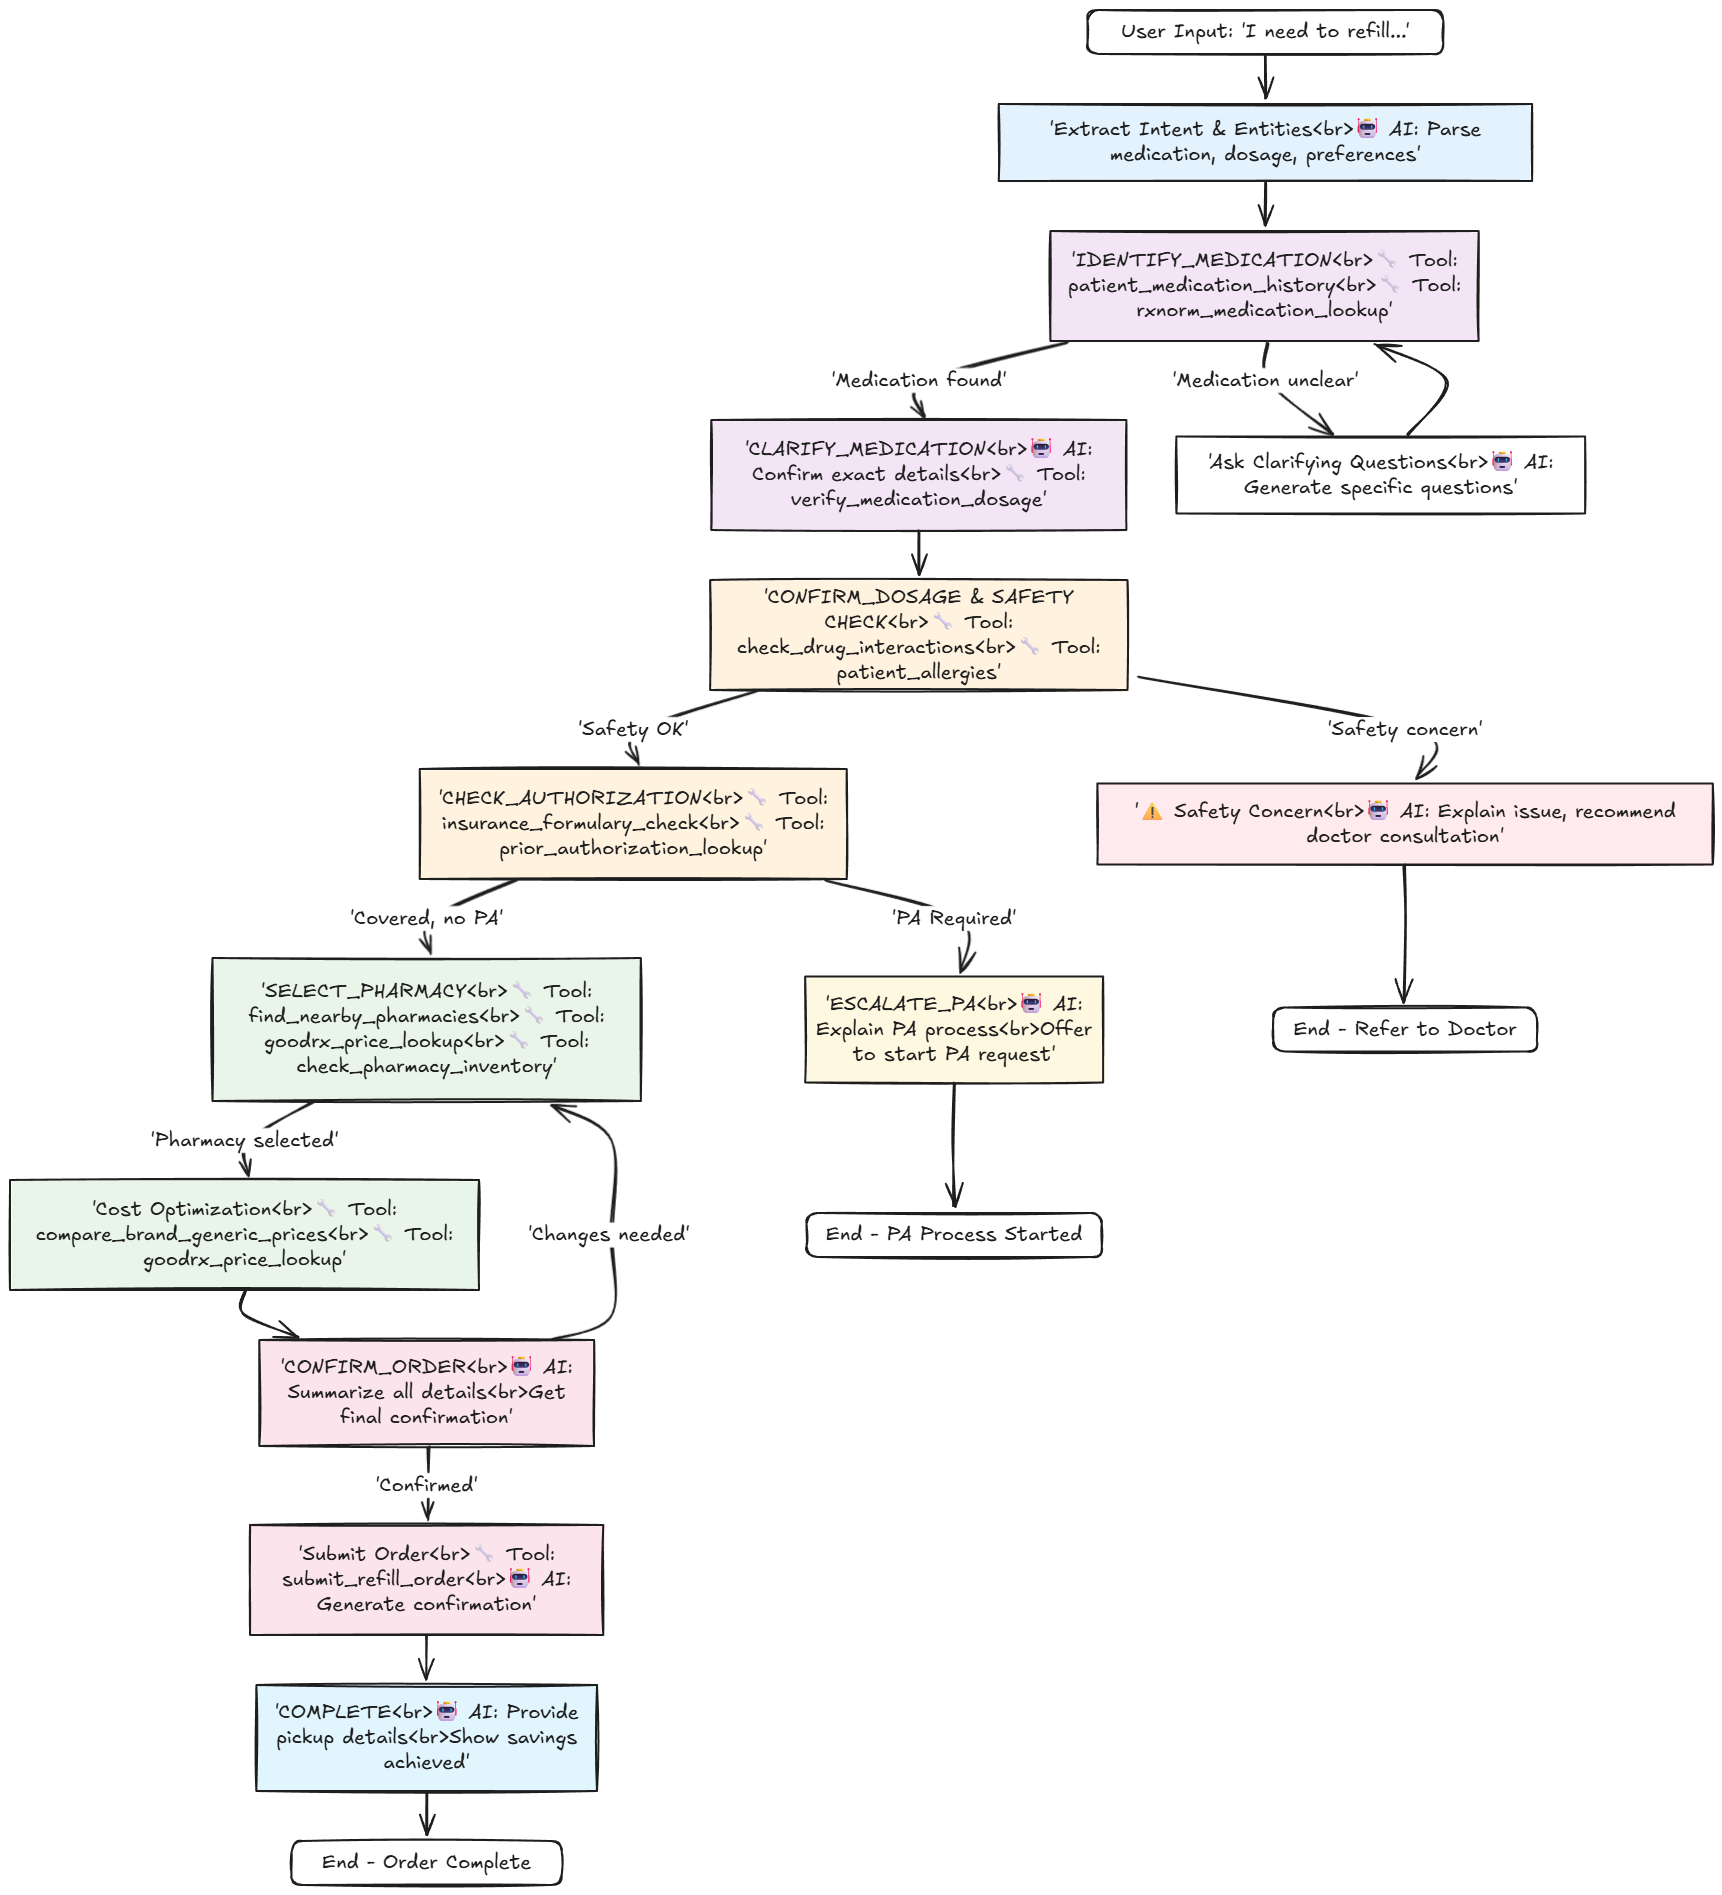 User Input: 'I need to refill...'
'Extract Intent & Entities<br>🤖 AI: Parse
medication, dosage, preferences'
'IDENTIFY_MEDICATION<br>🔧 Tool:
patient_medication_history<br>🔧 Tool:
rxnorm_medication_lookup'
'Medication found'
'Medication unclear'
'CLARIFY_MEDICATION<br>🤖 AI:
Confirm exact details<br>🔧 Tool:
verify_medication_dosage'
'Ask Clarifying Questions<br>🤖 AI:
Generate specific questions'
'CONFIRM_DOSAGE & SAFETY
CHECK<br>🔧 Tool:
check_drug_interactions<br>🔧 Tool:
patient_allergies'
'Safety OK'
'Safety concern'
'CHECK_AUTHORIZATION<br>🔧 Tool:
insurance_formulary_check<br>🔧 Tool:
prior_authorization_lookup'
'⚠️ Safety Concern<br>🤖 AI: Explain issue, recommend
doctor consultation'
'Covered, no PA'
'PA Required'
'SELECT_PHARMACY<br>🔧 Tool:
find_nearby_pharmacies<br>🔧 Tool:
goodrx_price_lookup<br>🔧 Tool:
check_pharmacy_inventory'
'ESCALATE_PA<br>🤖 AI:
Explain PA process<br>Offer
to start PA request'
End - Refer to Doctor
'Pharmacy selected'
'Cost Optimization<br>🔧 Tool:
compare_brand_generic_prices<br>🔧 Tool:
goodrx_price_lookup'
'Changes needed'
End - PA Process Started
'CONFIRM_ORDER<br>🤖 AI:
Summarize all details<br>Get
final confirmation'
'Confirmed'
'Submit Order<br>🔧 Tool:
submit_refill_order<br>🤖 AI:
Generate confirmation'
'COMPLETE<br>🤖 AI: Provide
pickup details<br>Show savings
achieved'
End - Order Complete